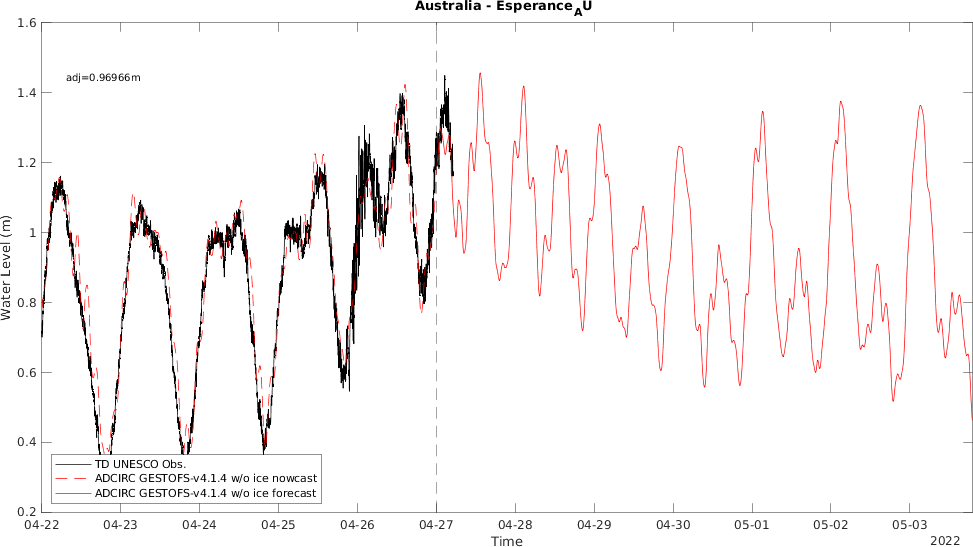 Australia - Esperance_AU
1.6
1.4
1.2
1
0.8
0.6
0.4
0.2
Water Level (m)
adj=0.96966m
TD UNESCO Obs.
ADCIRC GESTOFS-v4.1.4 w/o ice nowcast
ADCIRC GESTOFS-v4.1.4 w/o ice forecast
04-22 04-23 04-24 04-25 04-26 04-27 04-28 04-29 04-30 05-01 05-02 05-03
Time
2022